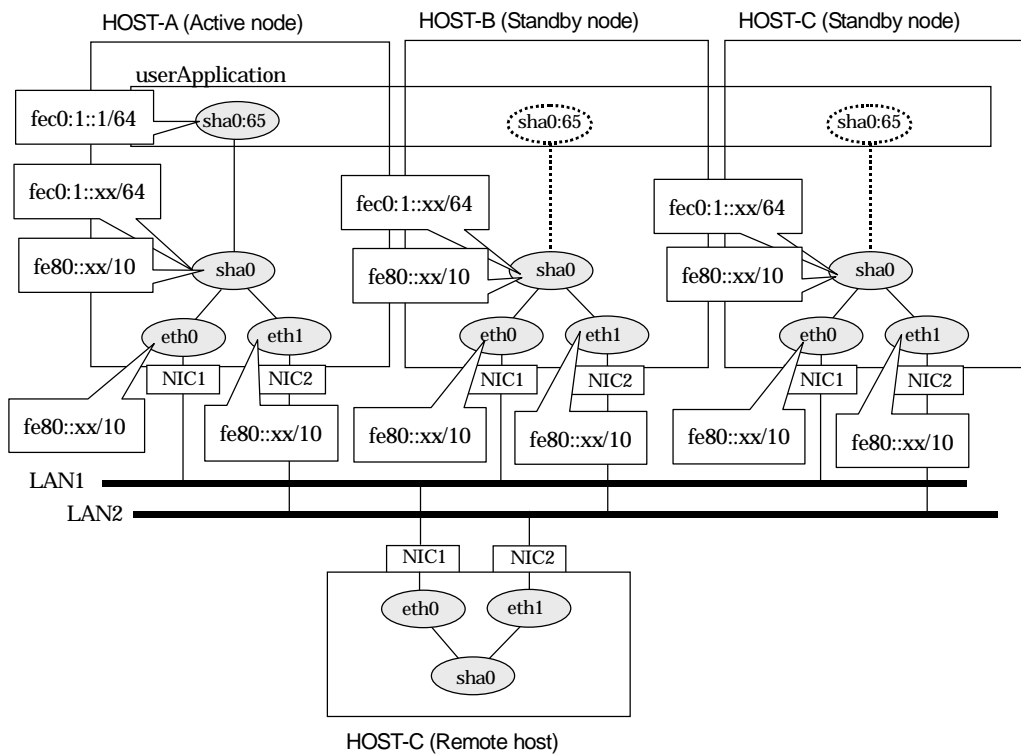 HOST-A (Active node)
HOST-B (Standby node)
HOST-C (Standby node)
userApplication
fec0:1::1/64
sha0:65
sha0:65
sha0:65
fec0:1::xx/64
fec0:1::xx/64
fec0:1::xx/64
fe80::xx/10
sha0
fe80::xx/10
sha0
fe80::xx/10
sha0
eth0
eth1
eth0
eth1
eth0
eth1
NIC1
NIC2
NIC1
NIC2
NIC1
NIC2
fe80::xx/10
fe80::xx/10
fe80::xx/10
fe80::xx/10
fe80::xx/10
fe80::xx/10
LAN1
LAN2
NIC1
NIC2
eth0
eth1
sha0
HOST-C (Remote host)